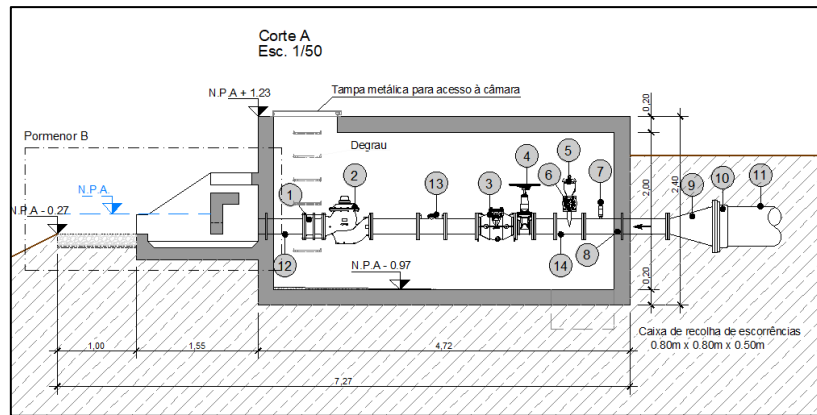 Corte A
Esc. 1/50
N.P.A + 1.23
Tampa metálica para acesso à câmara
Pormenor B
Degrau
N.P.A.
N.P.A - 0.27
1
2
13
3
4
5
6
7
9
10
11
12
14
8
N.P.A - 0.97
0,20
2,00
2,40
0,20
Caixa de recolha de escorrências
0.80m x 0.80m x 0.50m
1,00
1,55
4,72
7,27